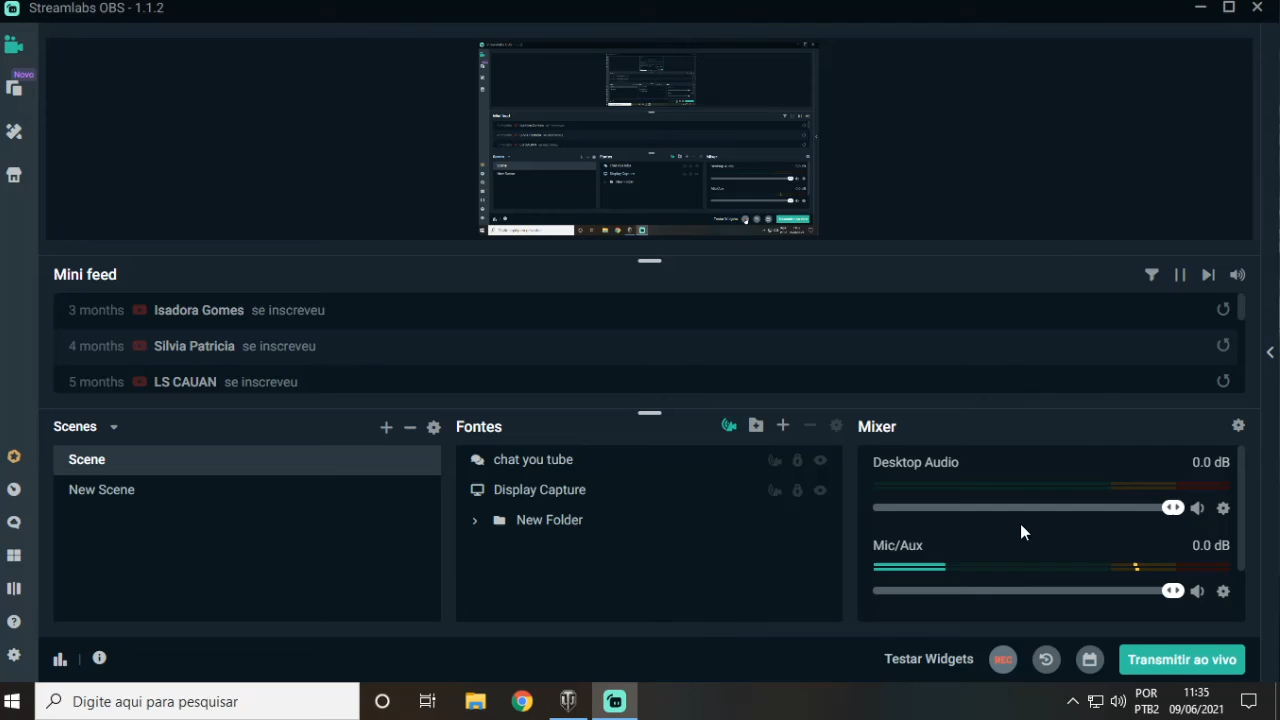 Streamlabs OBS - 1.1.2
Novo
Mini feed
3 months Isadora Gomes se inscreveu
4 months Silvia Patricia se inscreveu
5 months LS CAUAN se inscreveu
Scenes
Scene
New Scene
Fontes
chat you tube
Display Capture
New Folder
Mixer
Desktop Audio 0.0 dB
Mic/Aux 0.0 dB
Testar Widgets
REC
Transmitir ao vivo
Digite aqui para pesquisar
POR
PTB2
11:35
09/06/2021